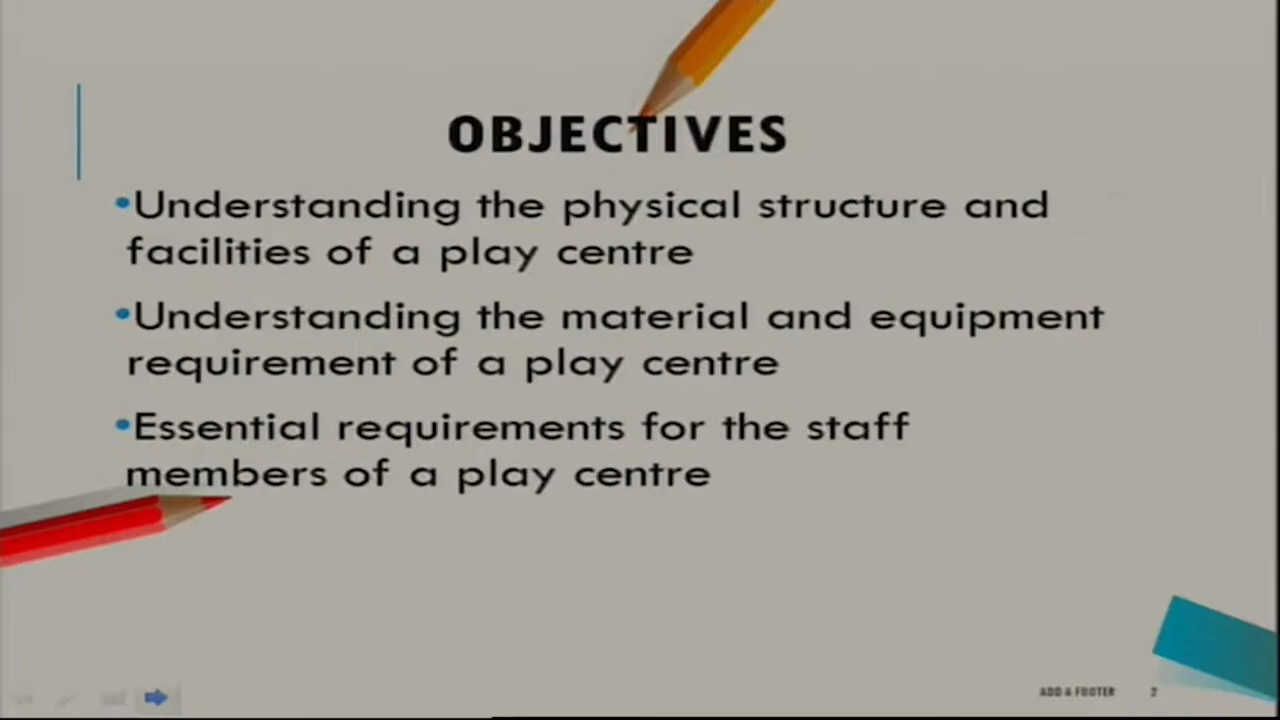 OBJECTIVES
•Understanding the physical structure and
facilities of a play centre
•Understanding the material and equipment
requirement of a play centre
•Essential requirements for the staff
members of a play centre
ADD A FOOTER
2